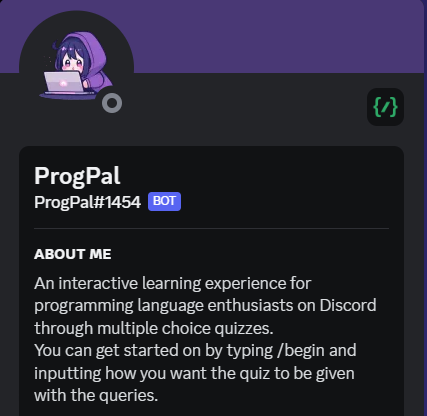 {/}
ProgPal
ProgPal#1454 BOT
ABOUT ME
An interactive learning experience for
programming language enthusiasts on Discord
through multiple choice quizzes.
You can get started on by typing /begin and
inputting how you want the quiz to be given
with the queries.